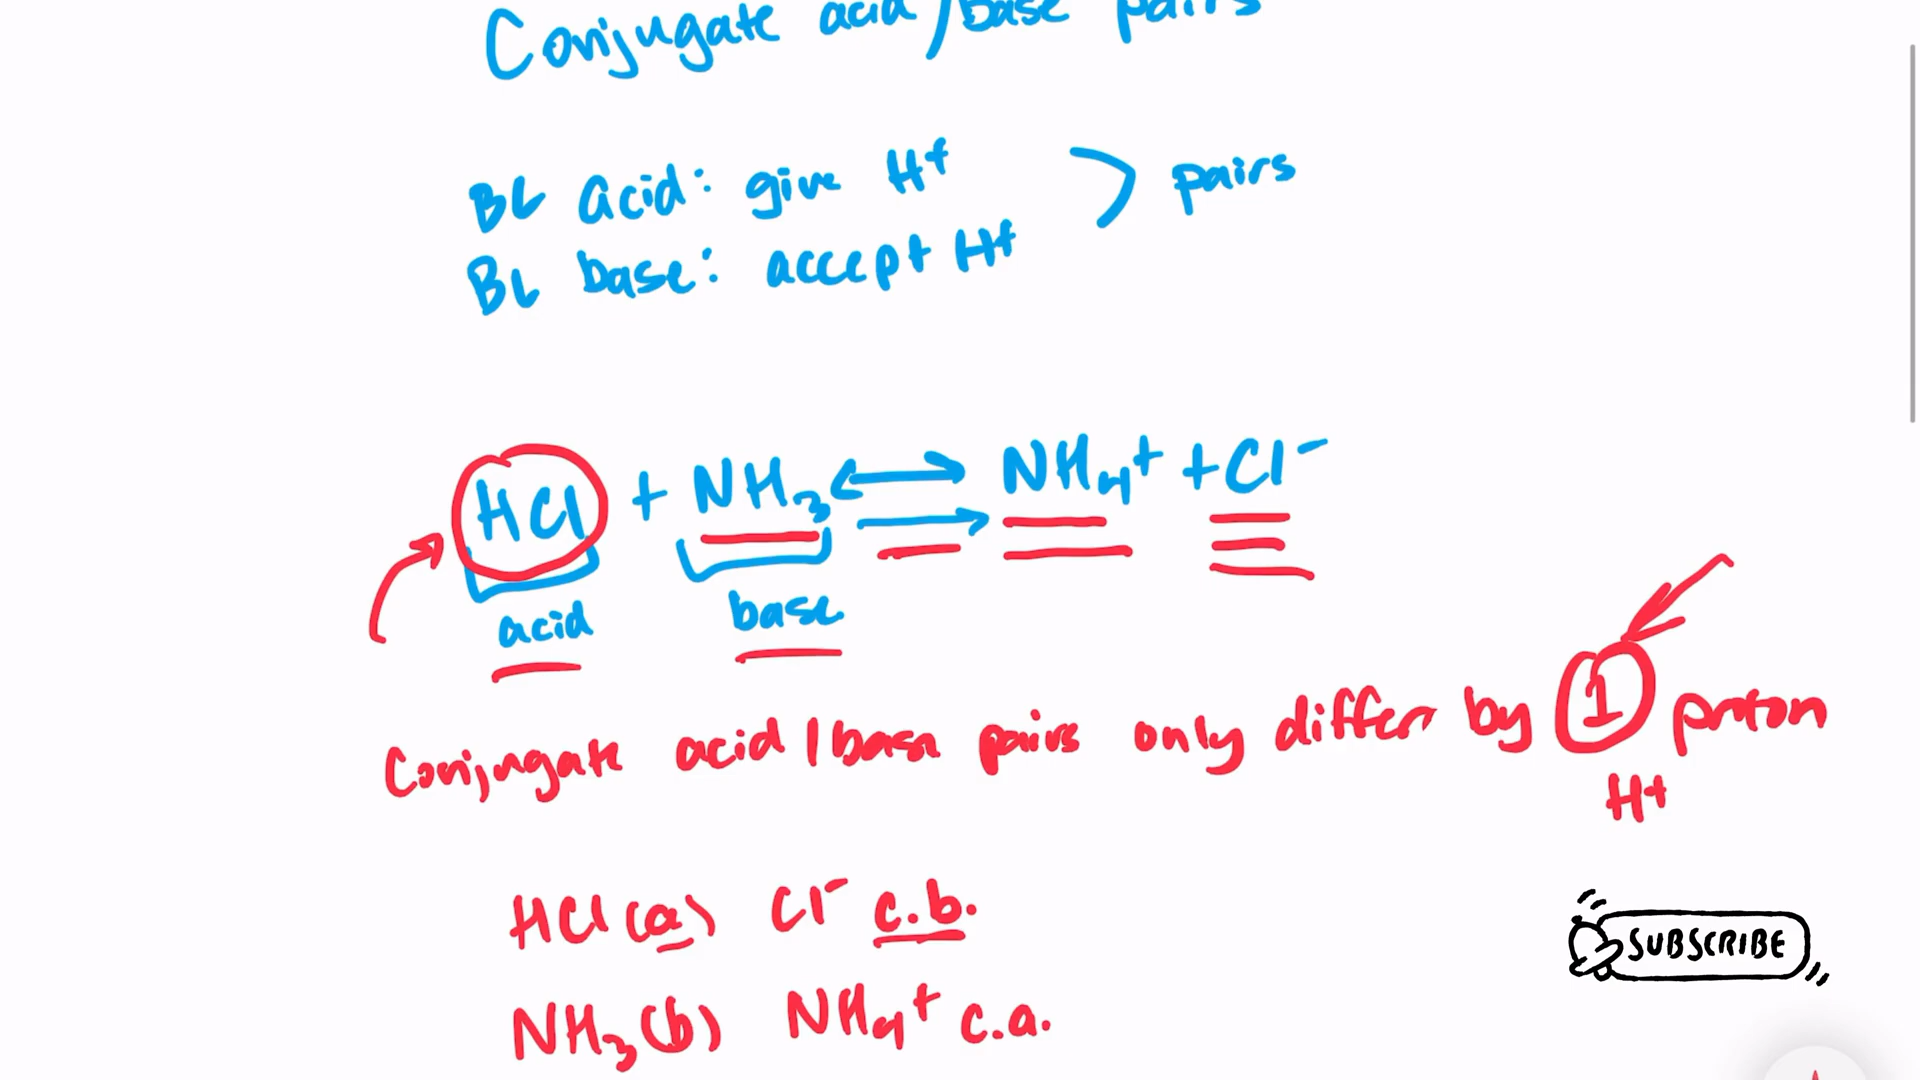 Conjugate acid/base pairs
BL acid: give H⁺
pairs
BL base: accept H⁺
HCl + NH₃ ↔ NH₄⁺ + Cl⁻
→
acid base
Conjugate acid/base pairs only differ by 1 proton
H⁺
HCl (a) Cl⁻ c.b.
SUBSCRIBE
NH₃ (b) NH₄⁺ c.a.